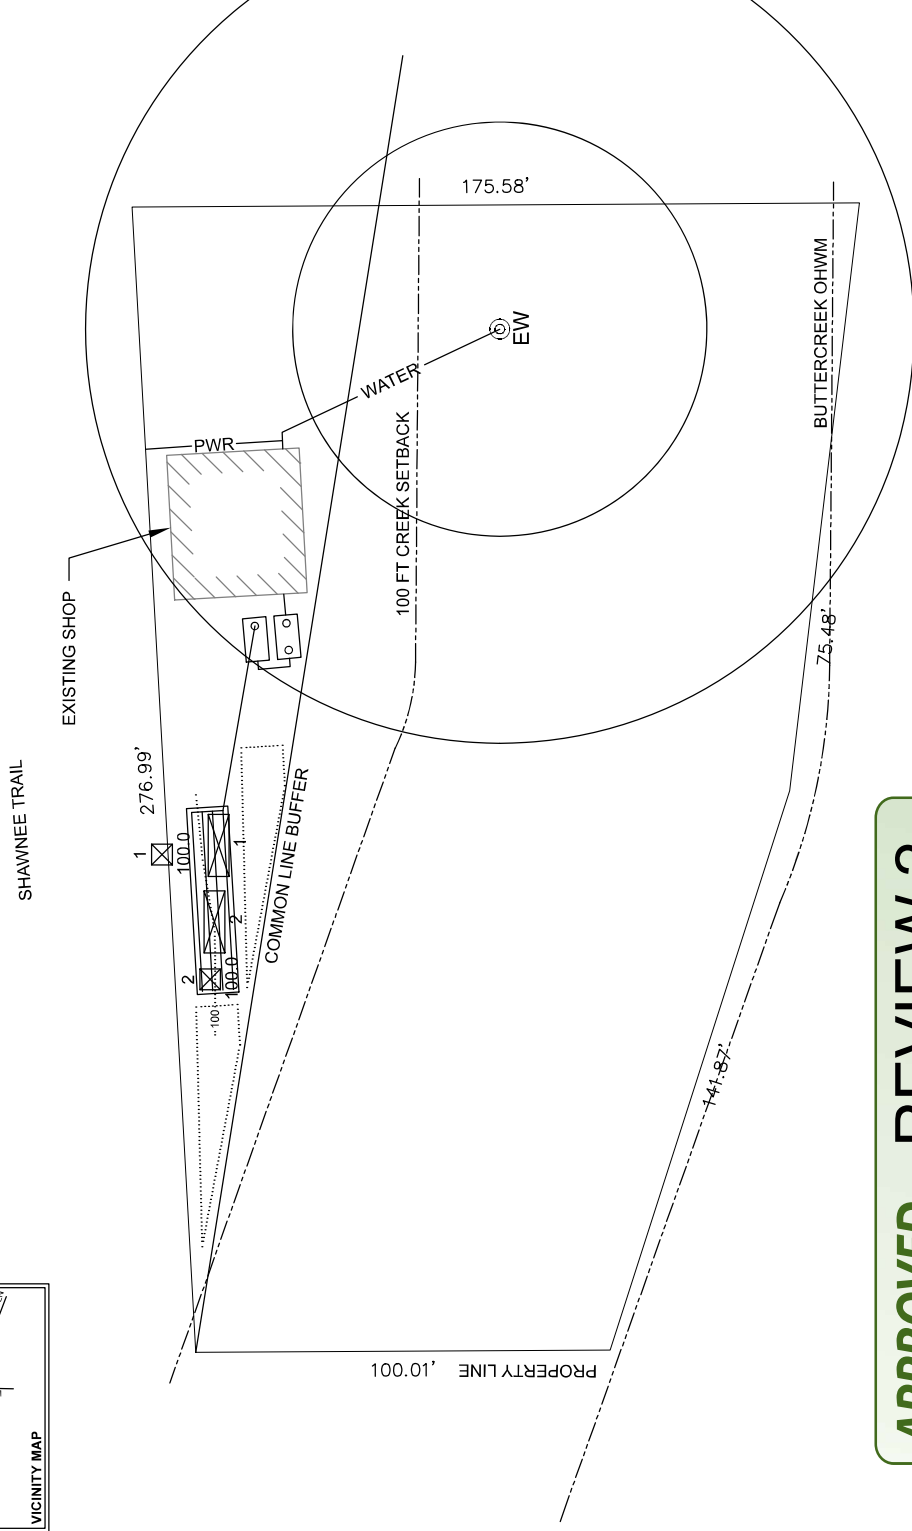 175.58'
BUTTERCREEK OHWM
EW
WATER
PWR
100 FT CREEK SETBACK
EXISTING SHOP
75.48'
SHAWNEE TRAIL
276.99'
1
100.0
1
COMMON LINE BUFFER
2
2
100.0
100
141.87'
100.01' PROPERTY LINE
VICINITY MAP
APPROVED
REVIEW